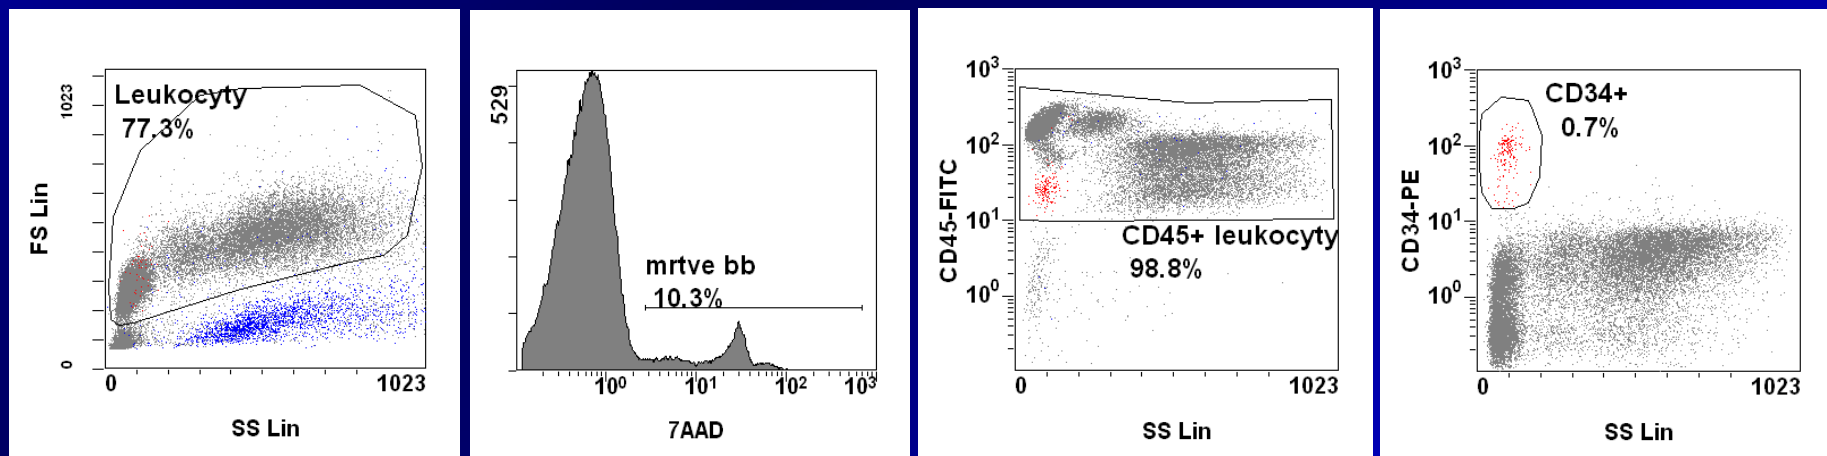 1023
Leukocyty
77.3%
FS Lin
0
0 1023
SS Lin
529
mrtve bb
10.3%
10⁰ 10¹ 10² 10³
7AAD
10³
10²
10¹
10⁰
CD45-FITC
CD45+ leukocyty
98.8%
0 1023
SS Lin
10³
CD34+
0.7%
10²
10¹
10⁰
CD34-PE
0 1023
SS Lin